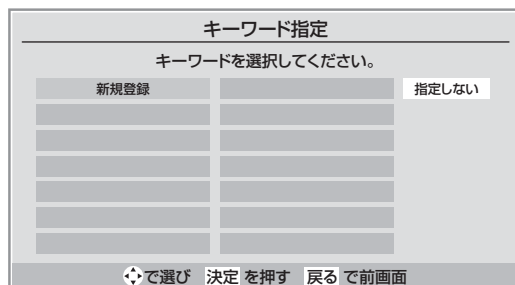 キーワード指定
キーワードを選択してください。
新規登録 指定しない
で選び 決定 を押す 戻る で前画面